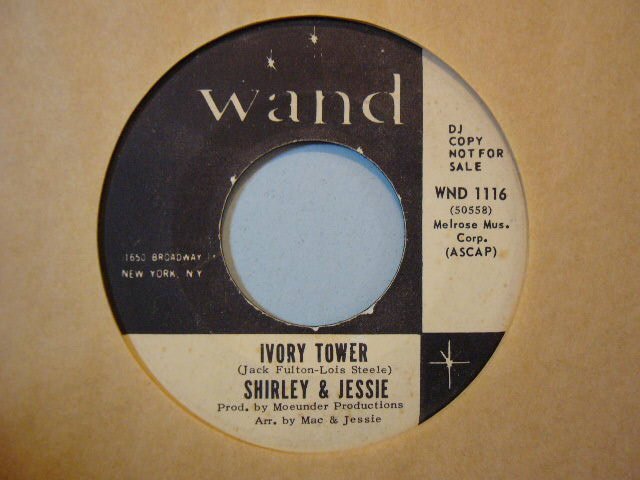 wand
DJ
COPY
NOT FOR
SALE
WND 1116
(50558)
Melrose Mus.
Corp.
(ASCAP)
1650 BROADWAY
NEW YORK, N.Y
IVORY TOWER
(Jack Fulton-Lois Steele)
SHIRLEY & JESSIE
Prod. by Moeunder Productions
Arr. by Mac & Jessie